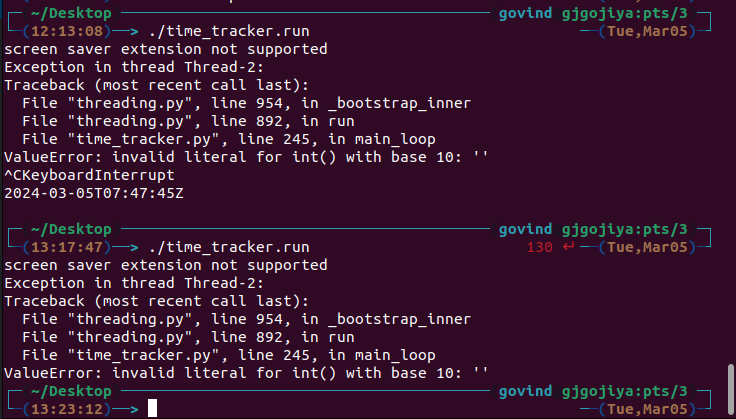 ~/Desktop govind gjgojiya:pts/3
(12:13:08)──> ./time_tracker.run (Tue,Mar05)
screen saver extension not supported
Exception in thread Thread-2:
Traceback (most recent call last):
  File "threading.py", line 954, in _bootstrap_inner
  File "threading.py", line 892, in run
  File "time_tracker.py", line 245, in main_loop
ValueError: invalid literal for int() with base 10: ''
^CKeyboardInterrupt
2024-03-05T07:47:45Z
~/Desktop govind gjgojiya:pts/3
(13:17:47)──> ./time_tracker.run 130 ↵ (Tue,Mar05)
screen saver extension not supported
Exception in thread Thread-2:
Traceback (most recent call last):
  File "threading.py", line 954, in _bootstrap_inner
  File "threading.py", line 892, in run
  File "time_tracker.py", line 245, in main_loop
ValueError: invalid literal for int() with base 10: ''
~/Desktop govind gjgojiya:pts/3
(13:23:12)──> (Tue,Mar05)